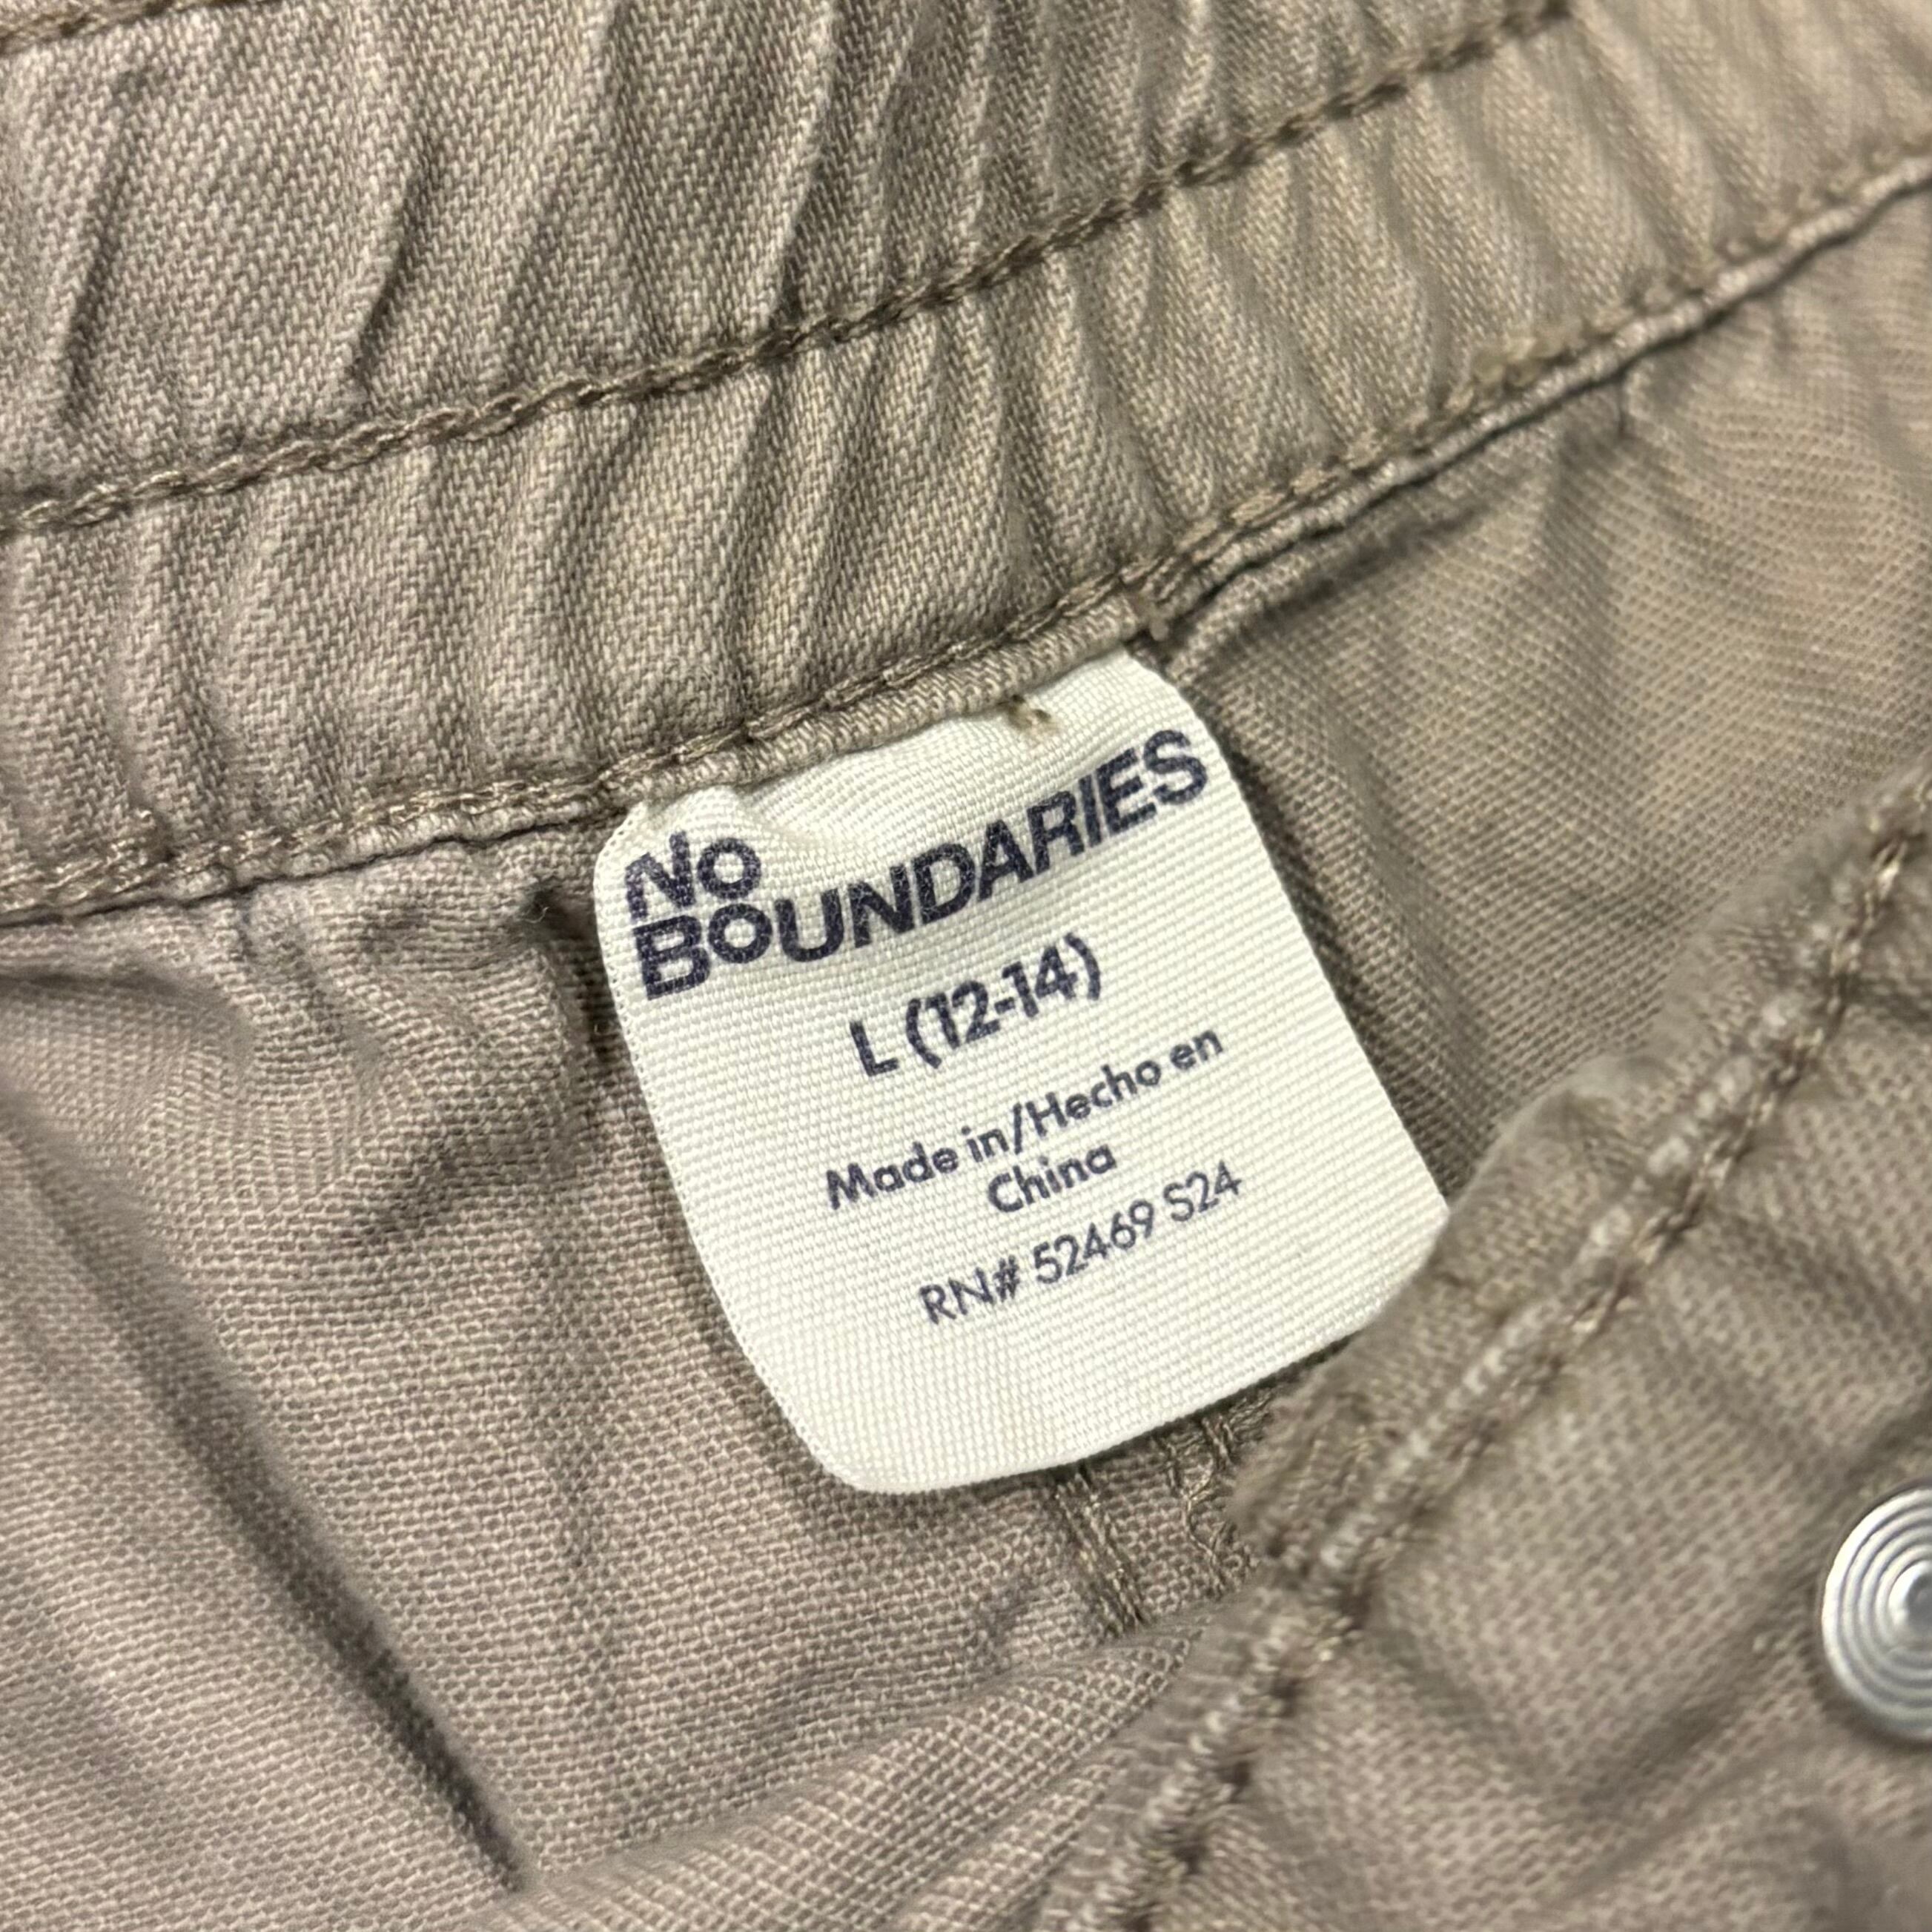 No
BoUNDARIES
L (12-14)
Made in/Hecho en
China
RN# 52469 S24